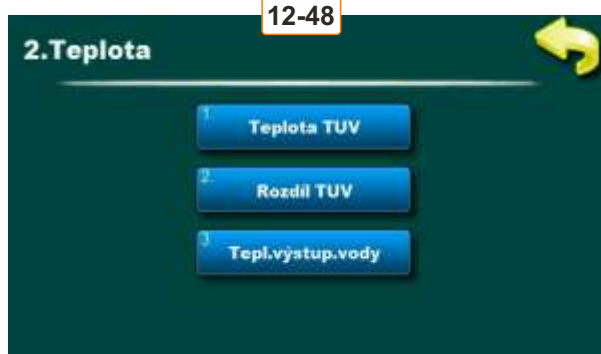 12-48
2.Teplota
1. Teplota TUV
2. Rozdíl TUV
3 Tepl.výstup.vody